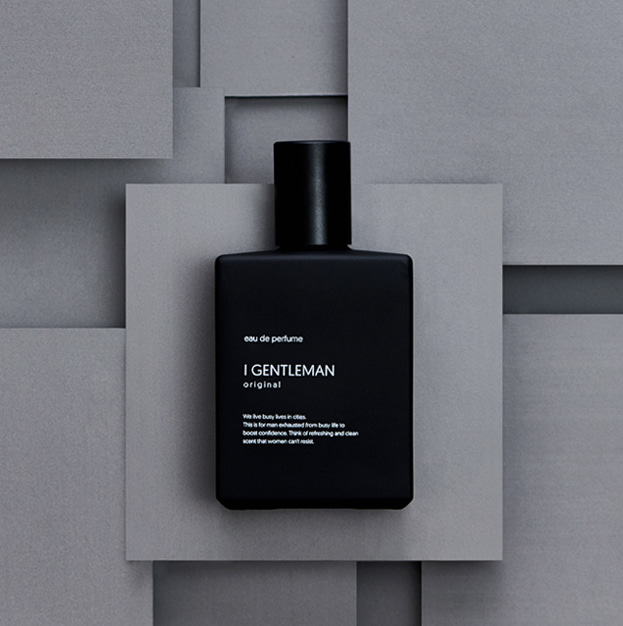 eau de perfume
I GENTLEMAN
original
We live busy lives in cities.
This is for man exhausted from busy life to
boost confidence. Think of refreshing and clean
scent that women can't resist.